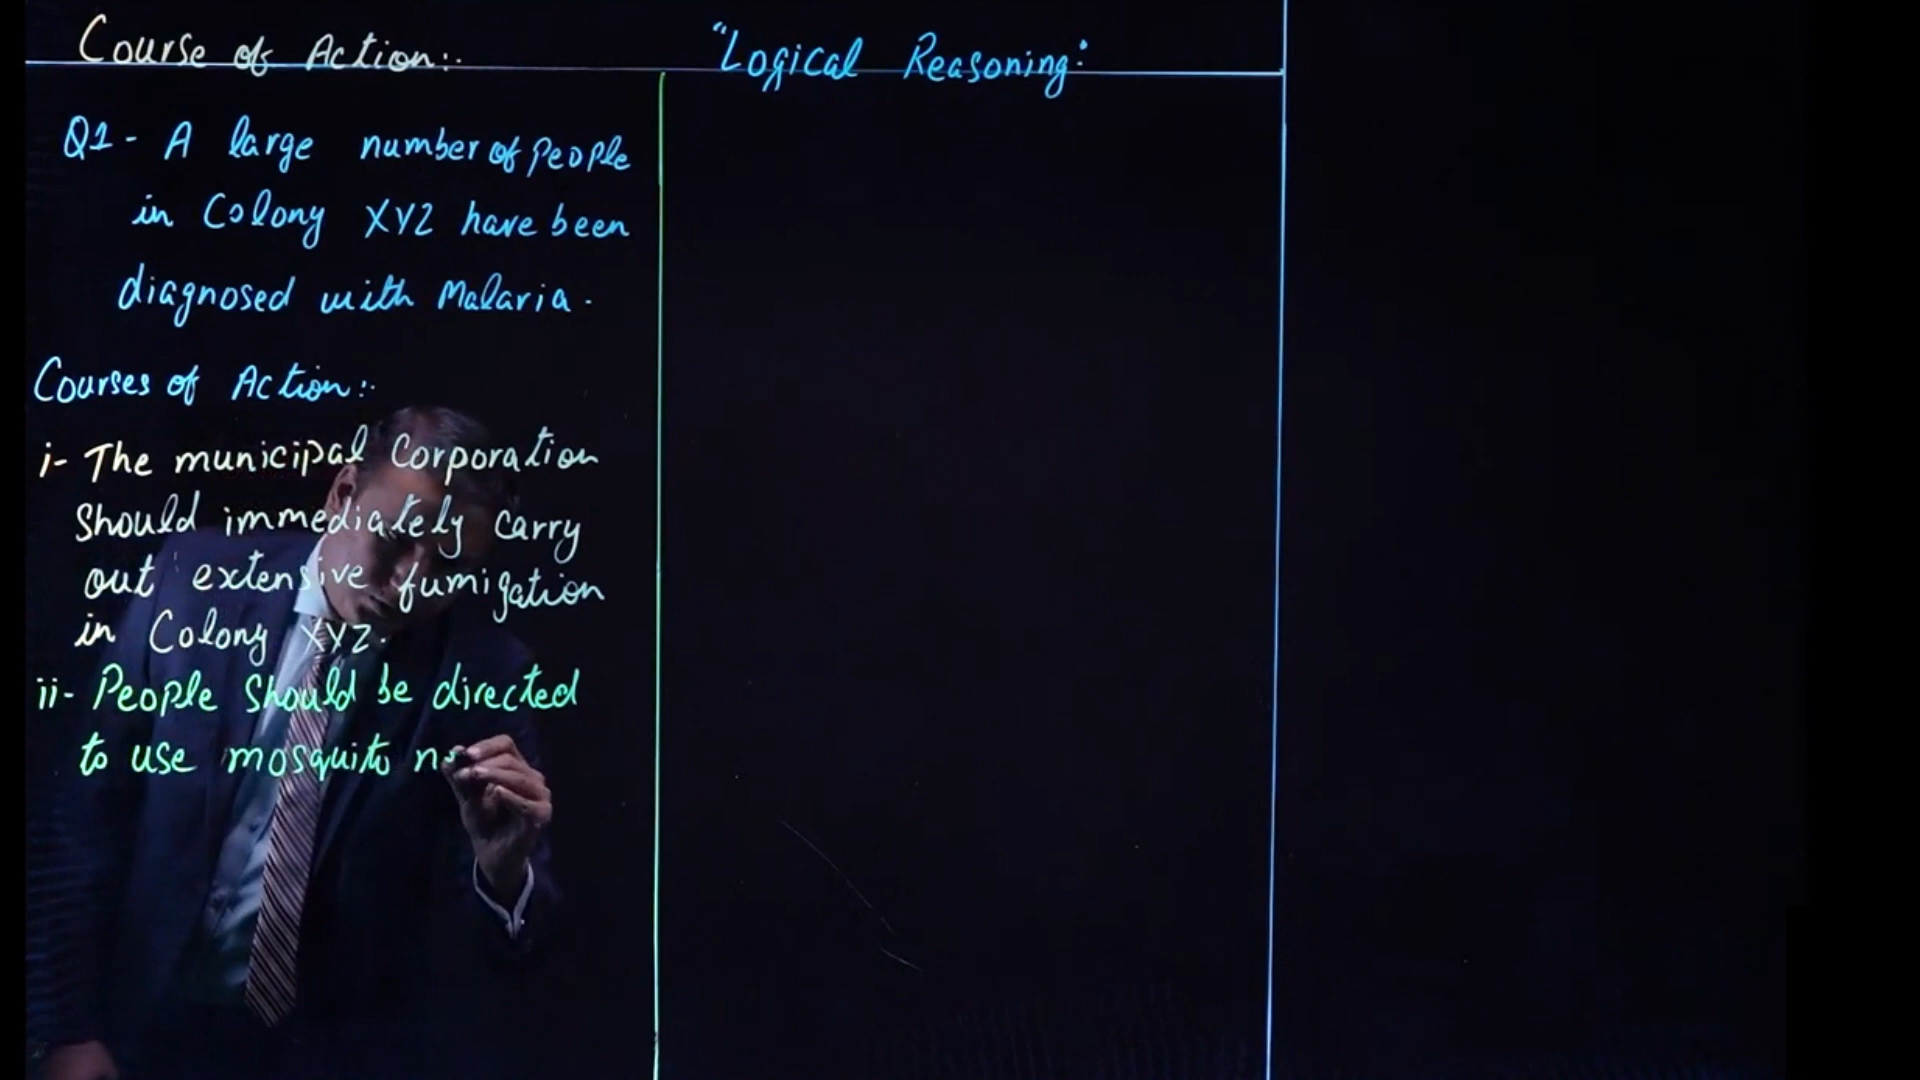 Course of Action:-
"Logical Reasoning:
Q1- A large number of people
in Colony XYZ have been
diagnosed with Malaria.
Courses of Action:-
i- The municipal Corporation
Should immediately carry
out extensive fumigation
in Colony XYZ.
ii- People should be directed
to use mosquito